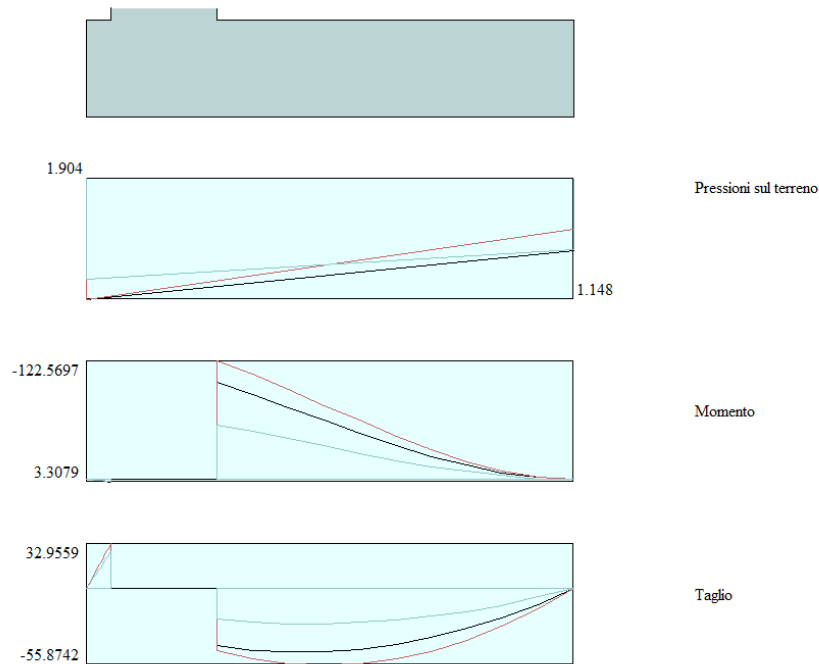 1.904
Pressioni sul terreno
1.148
-122.5697
Momento
3.3079
32.9559
Taglio
-55.8742